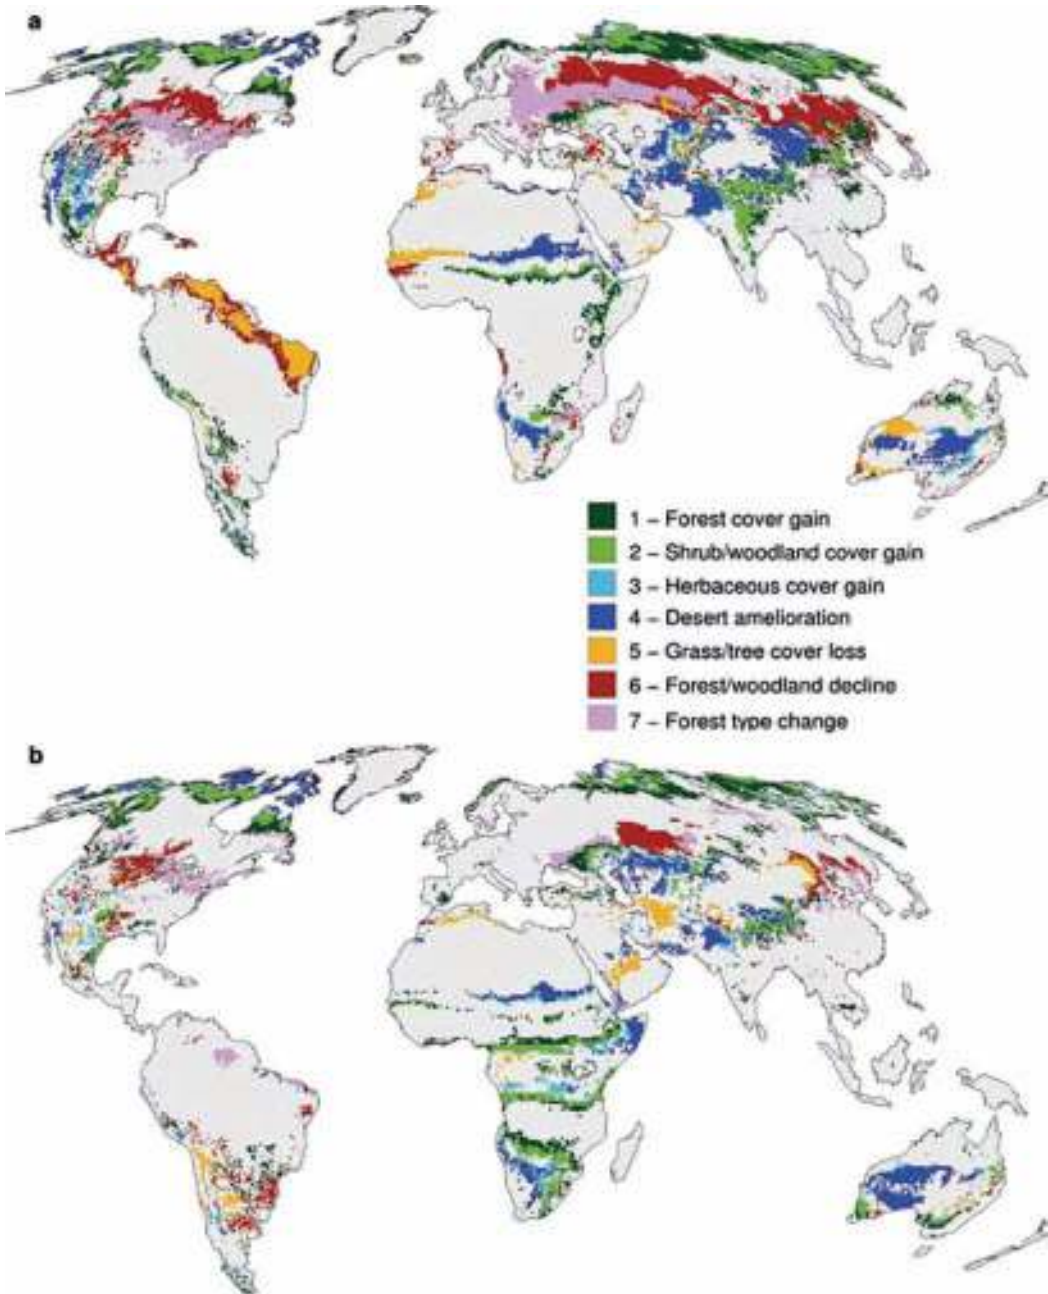 a
1 – Forest cover gain
2 – Shrub/woodland cover gain
3 – Herbaceous cover gain
4 – Desert amelioration
5 – Grass/tree cover loss
6 – Forest/woodland decline
7 – Forest type change
b